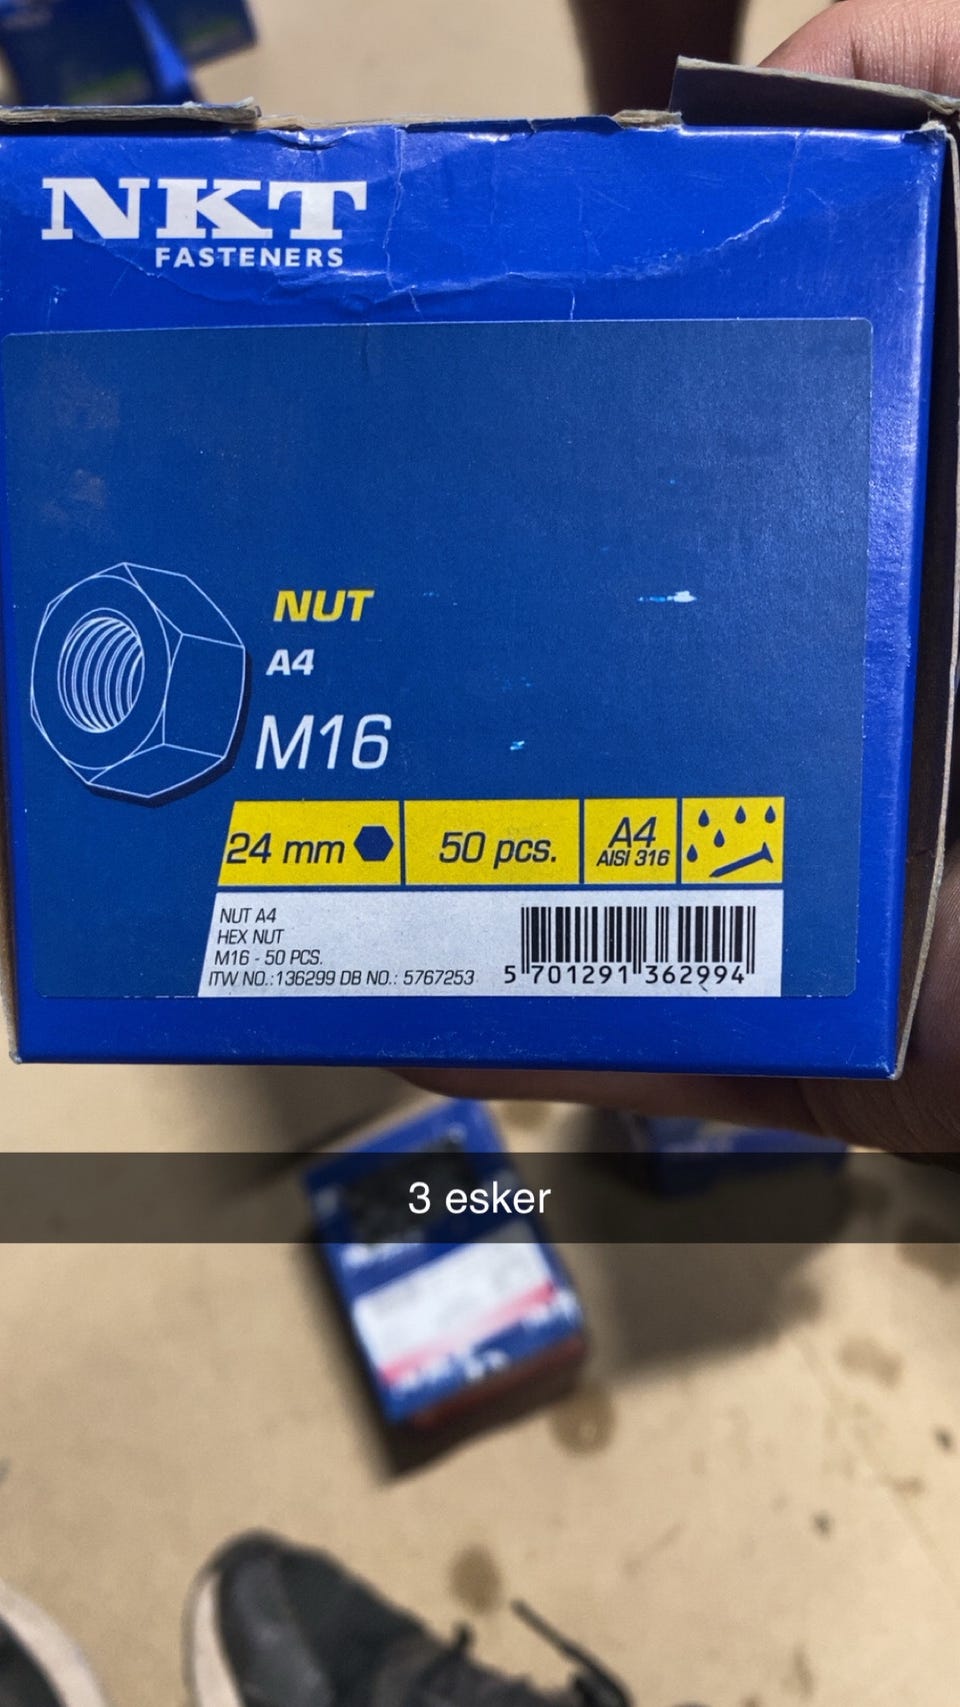 NKT
FASTENERS
NUT
A4
M16
24 mm
50 pcs.
A4
AISI 316
NUT A4
HEX NUT
M16 - 50 PCS.
ITW NO.:136299 DB NO.: 5767253
5 701291 362994
3 esker